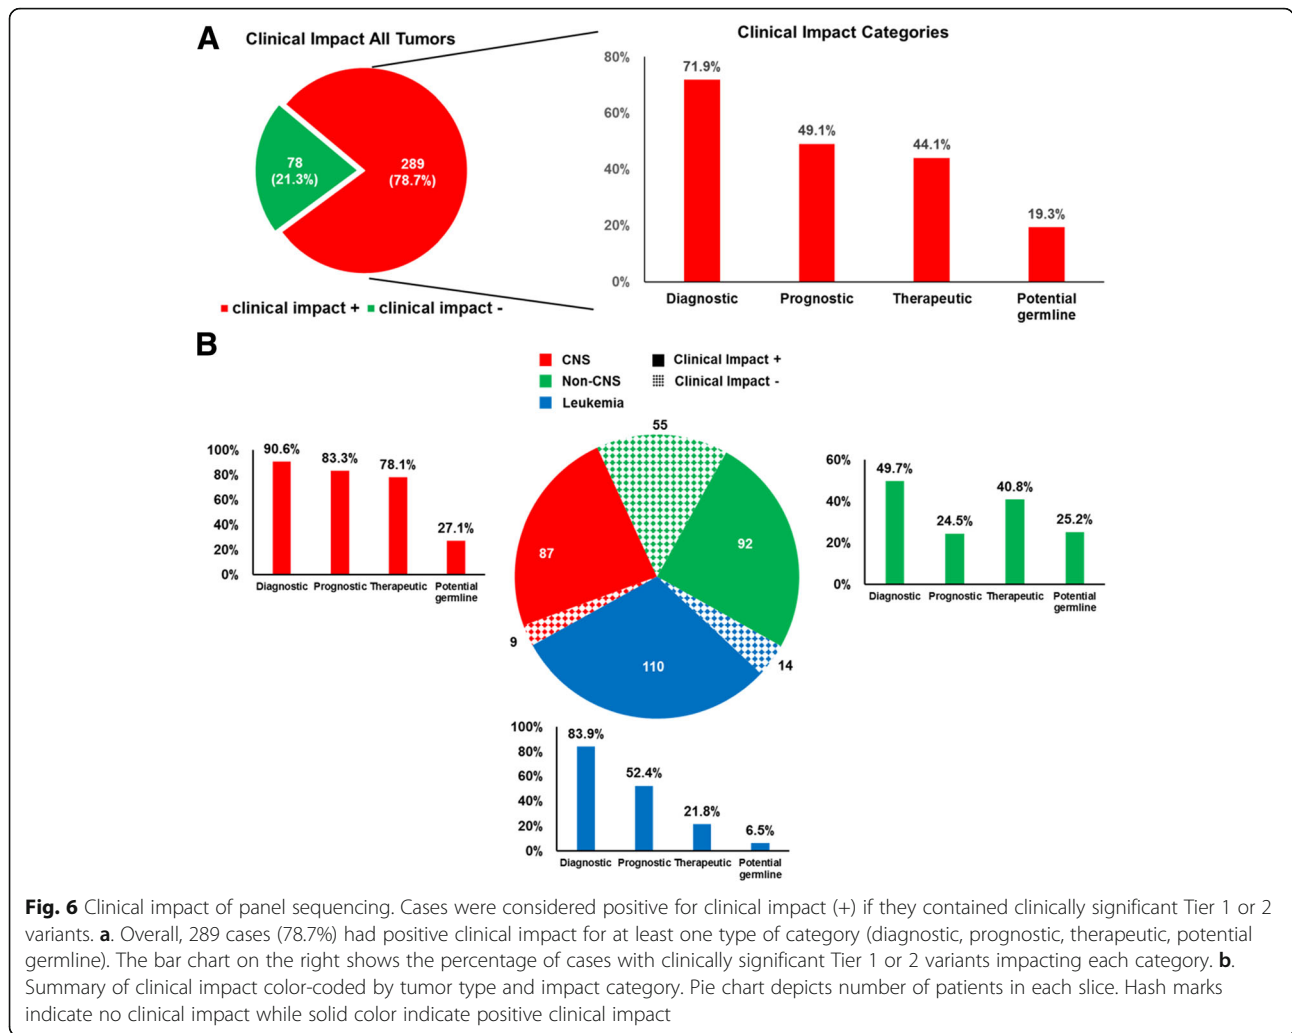 A
Clinical Impact All Tumors
78
(21.3%)
289
(78.7%)
clinical impact + clinical impact -
Clinical Impact Categories
80%
60%
40%
20%
0%
71.9%
49.1%
44.1%
19.3%
Diagnostic Prognostic Therapeutic Potential
germline
B
CNS
Non-CNS
Leukemia
Clinical Impact +
Clinical Impact -
100%
80%
60%
40%
20%
0%
90.6%
83.3%
78.1%
27.1%
Diagnostic Prognostic Therapeutic Potential
germline
55
87
92
9
110
14
60%
40%
20%
0%
49.7%
24.5%
40.8%
25.2%
Diagnostic Prognostic Therapeutic Potential
germline
100%
80%
60%
40%
20%
0%
83.9%
52.4%
21.8%
6.5%
Diagnostic Prognostic Therapeutic Potential
germline
Fig. 6 Clinical impact of panel sequencing. Cases were considered positive for clinical impact (+) if they contained clinically significant Tier 1 or 2
variants. a. Overall, 289 cases (78.7%) had positive clinical impact for at least one type of category (diagnostic, prognostic, therapeutic, potential
germline). The bar chart on the right shows the percentage of cases with clinically significant Tier 1 or 2 variants impacting each category. b.
Summary of clinical impact color-coded by tumor type and impact category. Pie chart depicts number of patients in each slice. Hash marks
indicate no clinical impact while solid color indicate positive clinical impact